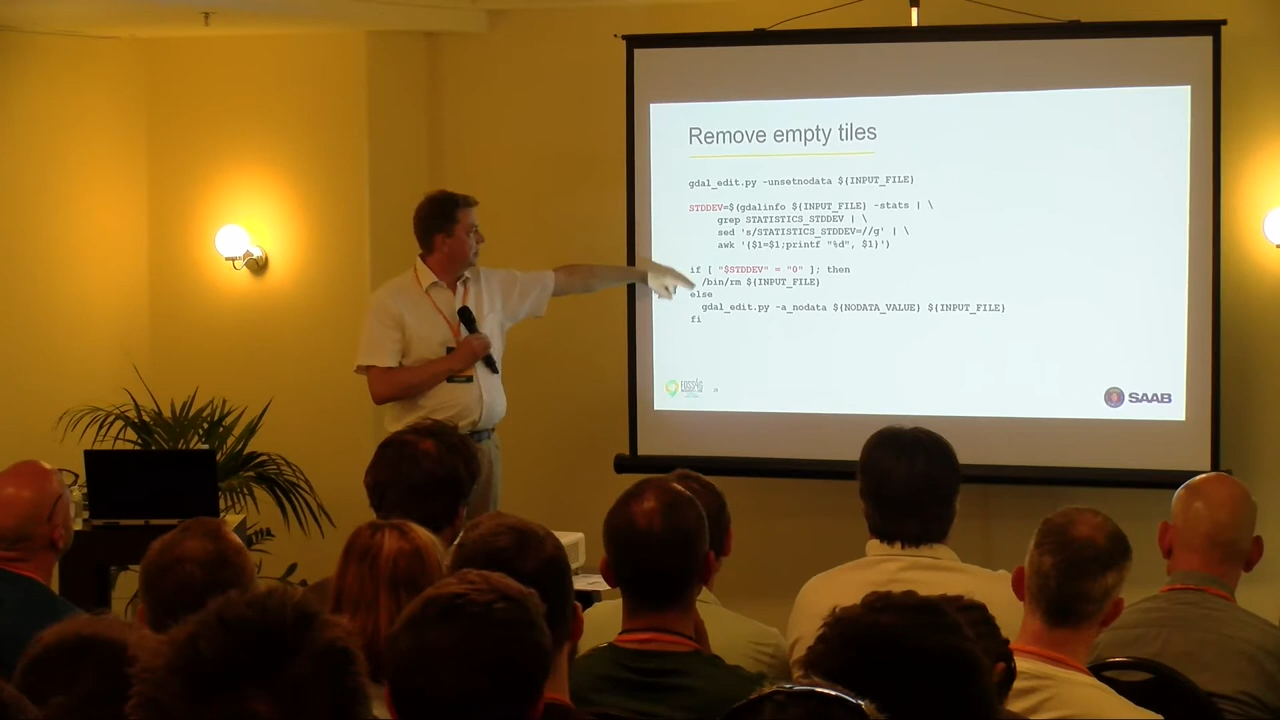 Remove empty tiles
gdal_edit.py -unsetnodata ${INPUT_FILE}
STDDEV=$(gdalinfo ${INPUT_FILE} -stats | \
grep STATISTICS_STDDEV | \
sed 's/STATISTICS_STDDEV=//g' | \
awk '{$1=$1;printf "%d", $1}')
if [ "$STDDEV" = "0" ]; then
/bin/rm ${INPUT_FILE}
else
gdal_edit.py -a_nodata ${NODATA_VALUE} ${INPUT_FILE}
fi
FOSS4G
SAAB